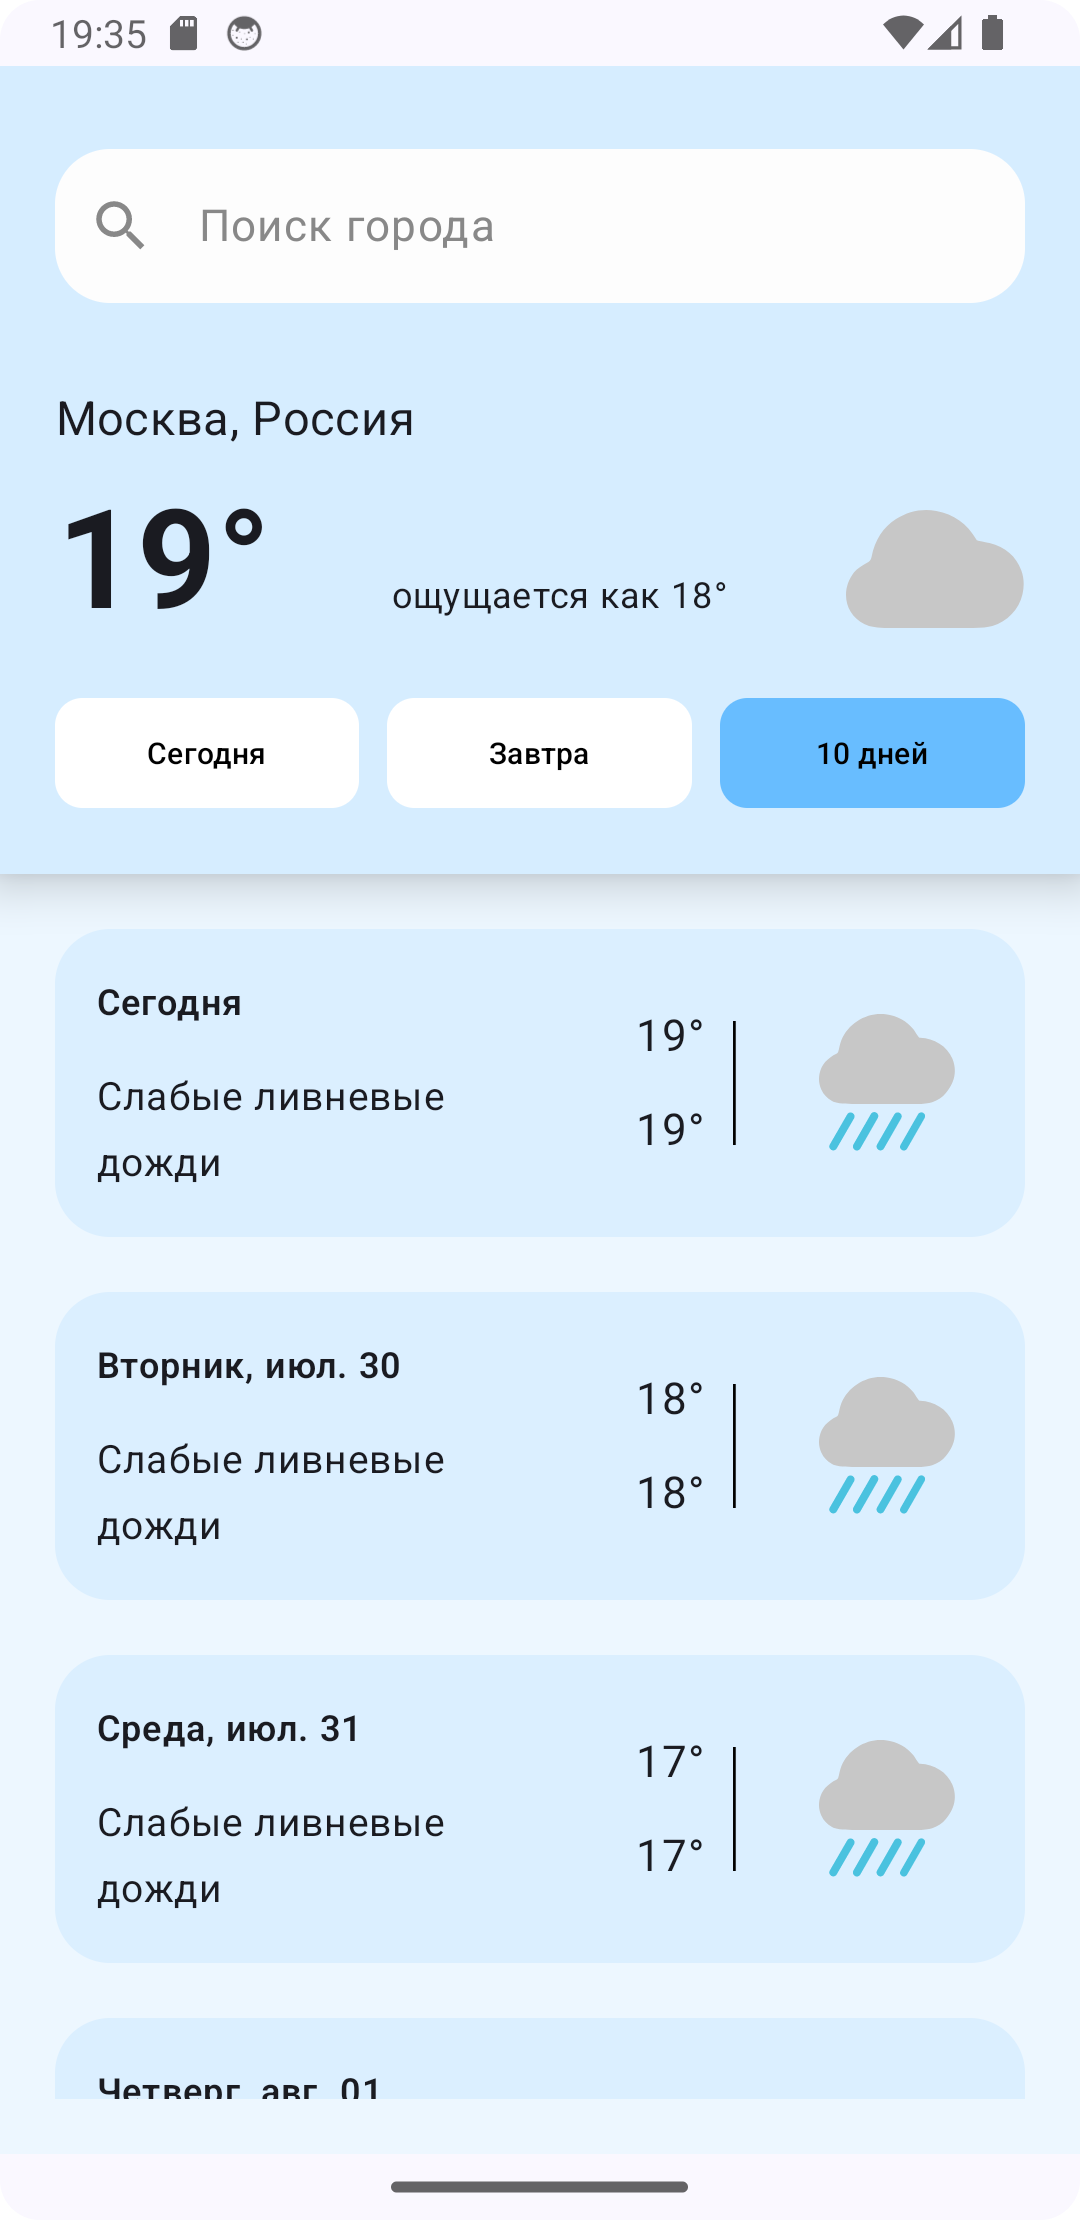 19:35
Поиск города
Москва, Россия
19°
ощущается как 18°
Сегодня
Завтра
10 дней
Сегодня
19°
Слабые ливневые
19°
дожди
Вторник, июл. 30
18°
Слабые ливневые
18°
дожди
Среда, июл. 31
17°
Слабые ливневые
17°
дожди
Четверг, авг. 01